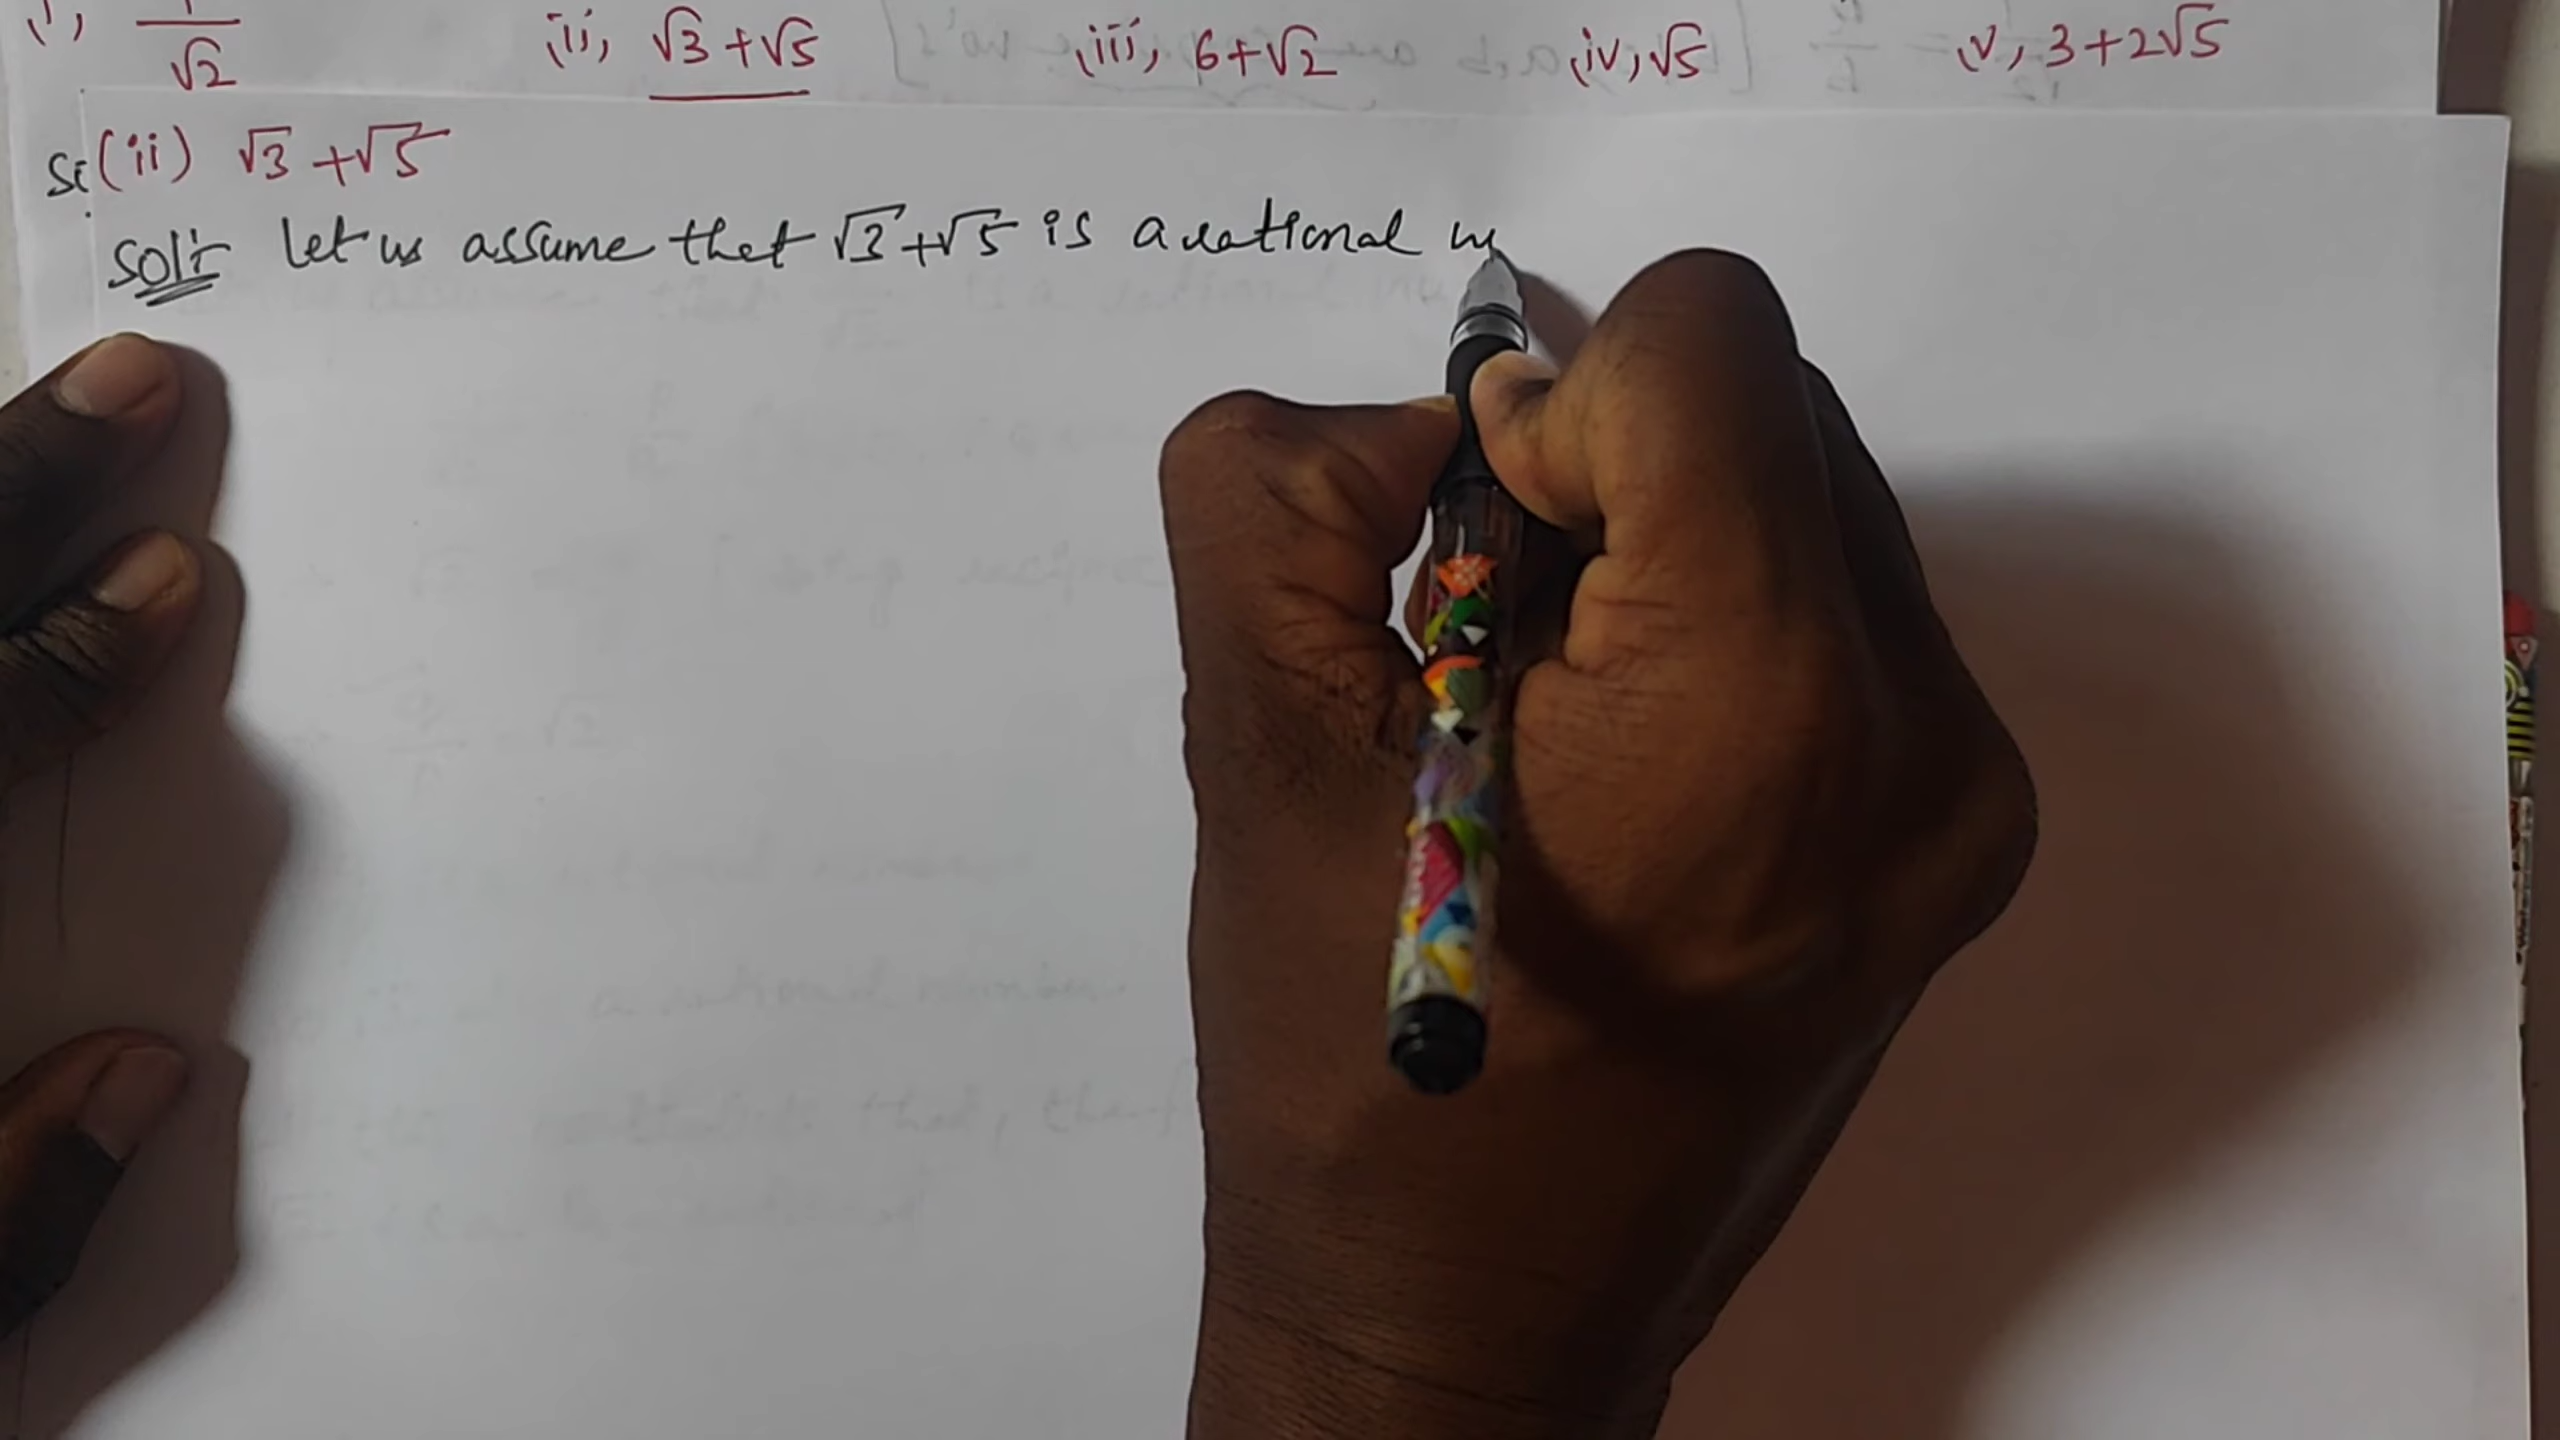 (i), 1/√2 (ii), √3+√5 (iii), 6+√2 (iv), √5 (v), 3+2√5
(ii) √3+√5
Sol:- Let us assume that √3+√5 is a rational